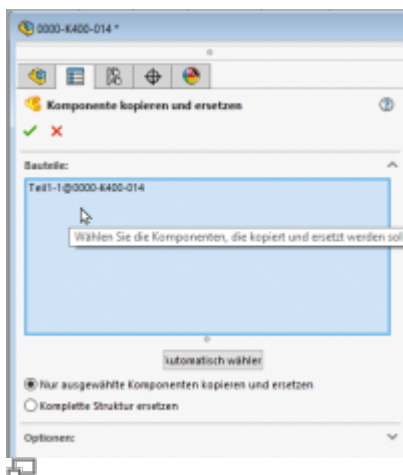 0000-K400-014 *
Komponente kopieren und ersetzen
Bauteile:
Teil1-1@0000-K400-014
Wählen Sie die Komponenten, die kopiert und ersetzt werden sol
utomatisch wähler
Nur ausgewählte Komponenten kopieren und ersetzen
Komplette Struktur ersetzen
Optionen: